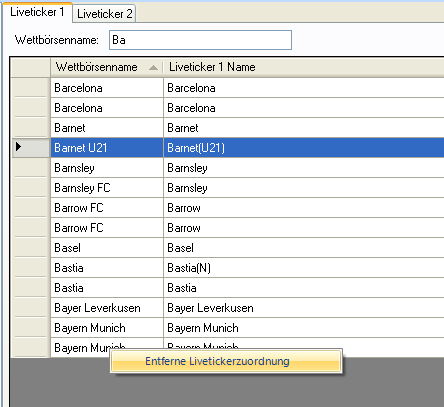 Liveticker 1 Liveticker 2
Wettbörsenname: Ba
Wettbörsenname Liveticker 1 Name
Barcelona Barcelona
Barcelona Barcelona
Barnet Barnet
Barnet U21 Barnet(U21)
Barnsley Barnsley
Barnsley FC Barnsley
Barrow FC Barrow
Barrow FC Barrow
Basel Basel
Bastia Bastia(N)
Bastia Bastia
Bayer Leverkusen Bayer Leverkusen
Bayern Munich Bayern Munich
Bayern Munich Bayern Munich
Entferne Livetickerzuordnung